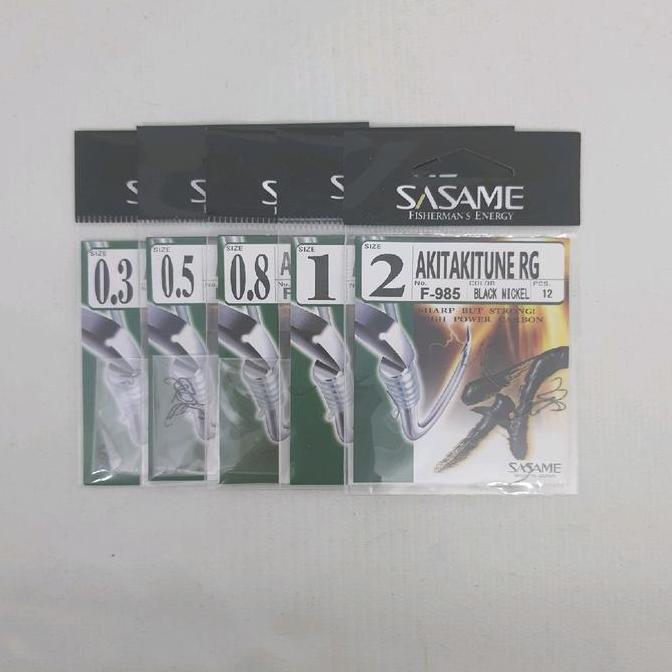 S
S
S
S
SASAME
FISHERMAN'S ENERGY
SIZE
0.3
SIZE
0.5
SIZE
0.8
SIZE
1
SIZE
2
AKITAKITUNE RG
No. COLOR PCS.
F-985 BLACK NICKEL 12
SHARP BUT STRONG!
HIGH POWER CARBON
SASAME